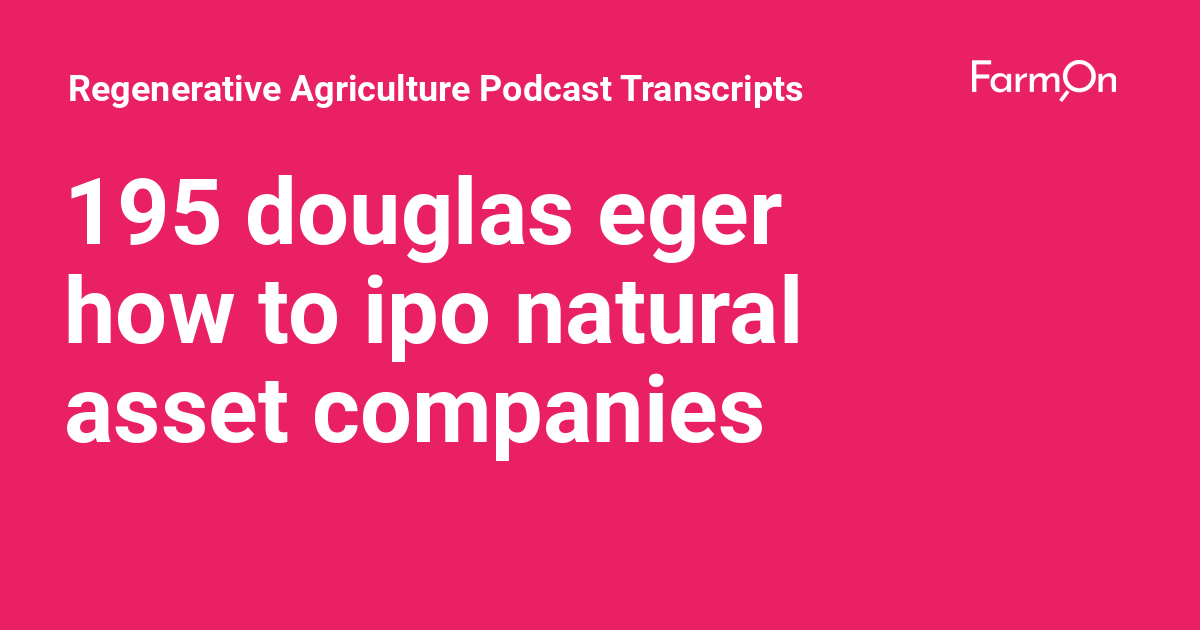 Regenerative Agriculture Podcast Transcripts
FarmOn
195 douglas eger
how to ipo natural
asset companies